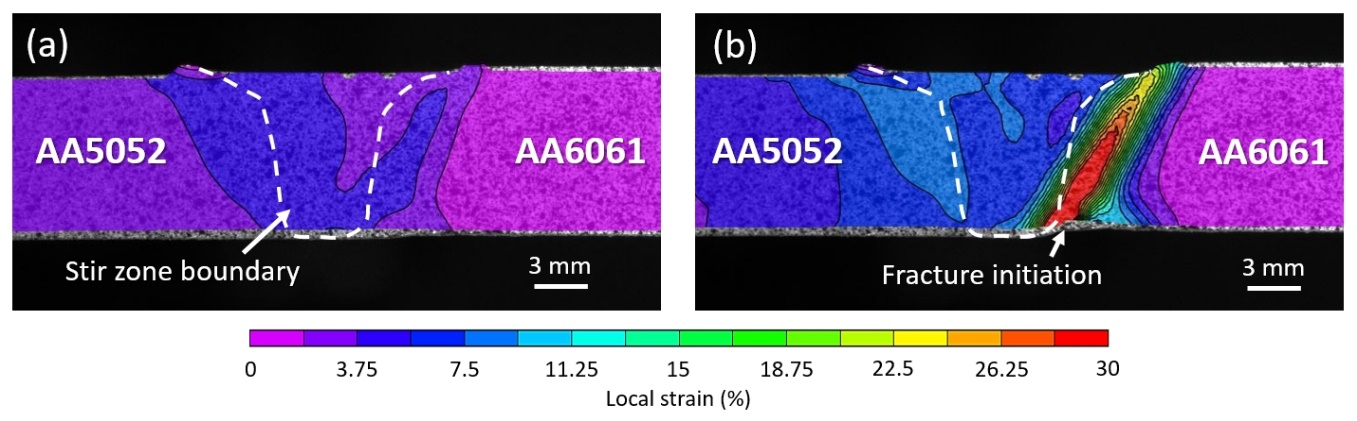 (a)
(b)
AA5052
AA6061
AA5052
AA6061
Stir zone boundary
3 mm
Fracture initiation
3 mm
0 3.75 7.5 11.25 15 18.75 22.5 26.25 30
Local strain (%)